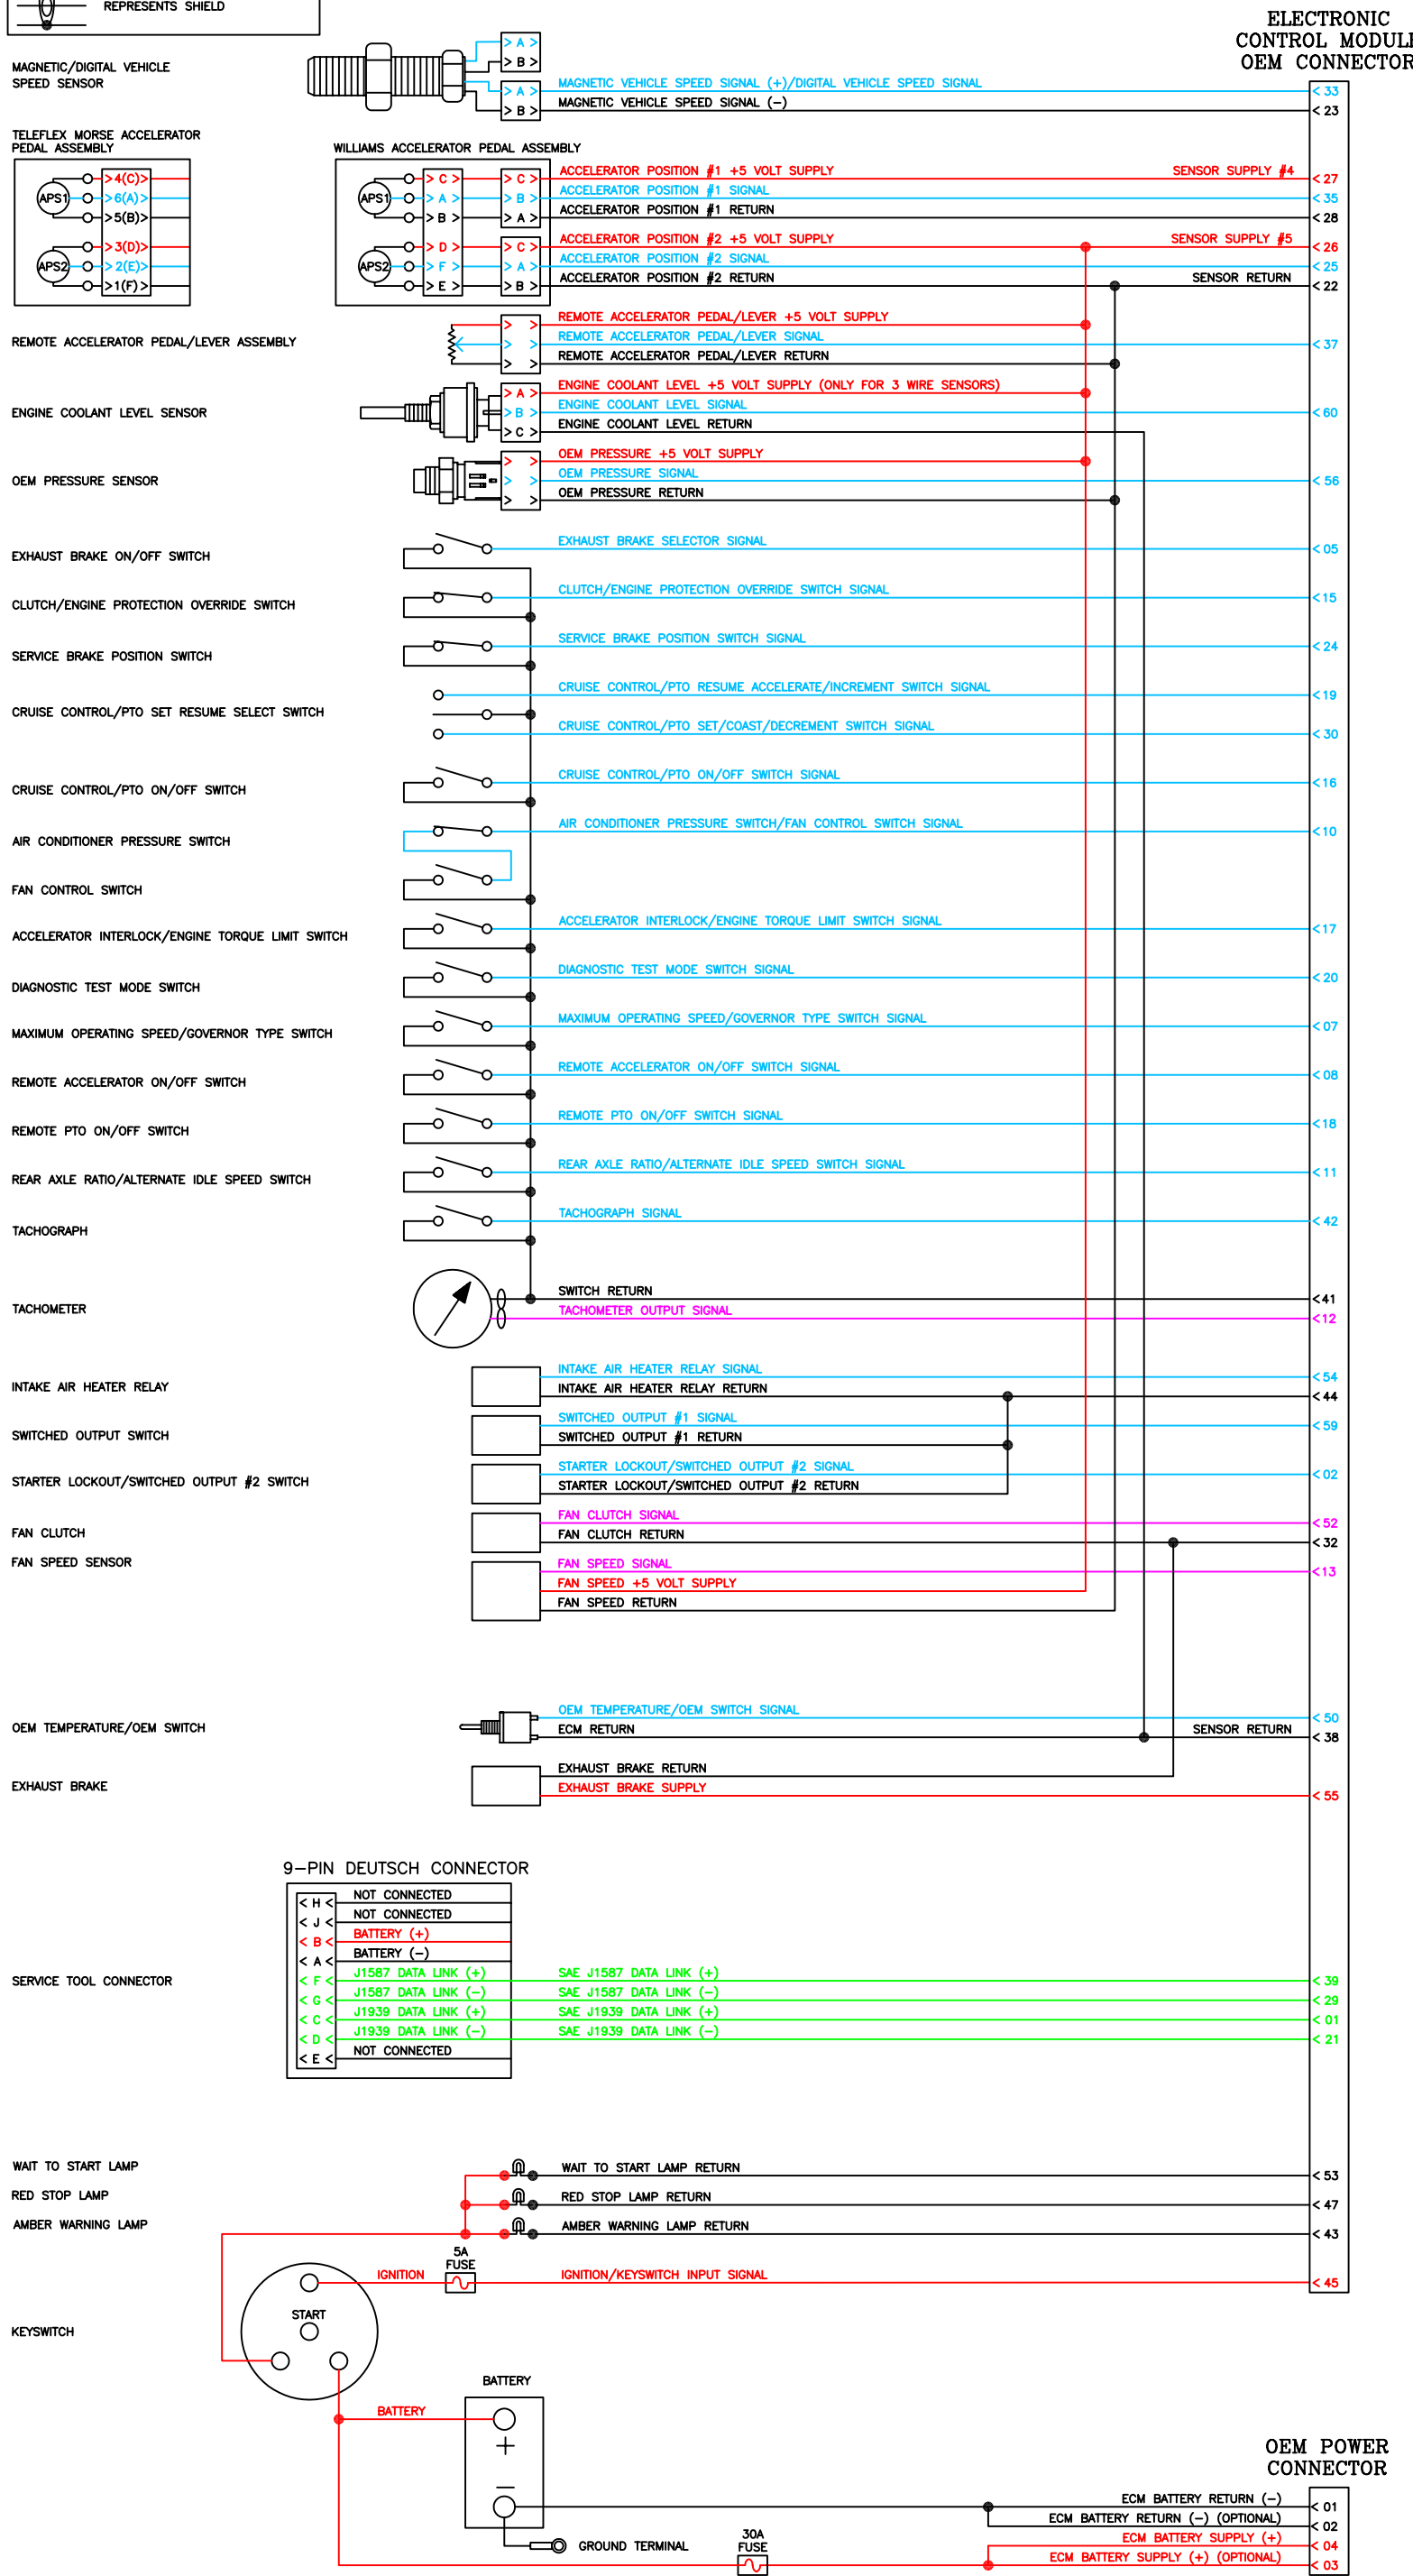 REPRESENTS SHIELD
ELECTRONIC
CONTROL MODULE
OEM CONNECTOR
MAGNETIC/DIGITAL VEHICLE
SPEED SENSOR
> A >
> B >
> A > MAGNETIC VEHICLE SPEED SIGNAL (+)/DIGITAL VEHICLE SPEED SIGNAL < 33
> B > MAGNETIC VEHICLE SPEED SIGNAL (-) < 23
TELEFLEX MORSE ACCELERATOR
PEDAL ASSEMBLY
APS1
>4(C)>
>6(A)>
>5(B)>
APS2
>3(D)>
>2(E)>
>1(F)>
WILLIAMS ACCELERATOR PEDAL ASSEMBLY
APS1
> C > > C > ACCELERATOR POSITION #1 +5 VOLT SUPPLY SENSOR SUPPLY #4 < 27
> A > > B > ACCELERATOR POSITION #1 SIGNAL < 35
> B > > A > ACCELERATOR POSITION #1 RETURN < 28
APS2
> D > > C > ACCELERATOR POSITION #2 +5 VOLT SUPPLY SENSOR SUPPLY #5 < 26
> F > > A > ACCELERATOR POSITION #2 SIGNAL < 25
> E > > B > ACCELERATOR POSITION #2 RETURN SENSOR RETURN < 22
REMOTE ACCELERATOR PEDAL/LEVER ASSEMBLY
> > REMOTE ACCELERATOR PEDAL/LEVER +5 VOLT SUPPLY
> > REMOTE ACCELERATOR PEDAL/LEVER SIGNAL < 37
> > REMOTE ACCELERATOR PEDAL/LEVER RETURN
ENGINE COOLANT LEVEL SENSOR
> A > ENGINE COOLANT LEVEL +5 VOLT SUPPLY (ONLY FOR 3 WIRE SENSORS)
> B > ENGINE COOLANT LEVEL SIGNAL < 60
> C > ENGINE COOLANT LEVEL RETURN
OEM PRESSURE SENSOR
> > OEM PRESSURE +5 VOLT SUPPLY
> > OEM PRESSURE SIGNAL < 56
> > OEM PRESSURE RETURN
EXHAUST BRAKE ON/OFF SWITCH EXHAUST BRAKE SELECTOR SIGNAL < 05
CLUTCH/ENGINE PROTECTION OVERRIDE SWITCH CLUTCH/ENGINE PROTECTION OVERRIDE SWITCH SIGNAL < 15
SERVICE BRAKE POSITION SWITCH SERVICE BRAKE POSITION SWITCH SIGNAL < 24
CRUISE CONTROL/PTO SET RESUME SELECT SWITCH
CRUISE CONTROL/PTO RESUME ACCELERATE/INCREMENT SWITCH SIGNAL < 19
CRUISE CONTROL/PTO SET/COAST/DECREMENT SWITCH SIGNAL < 30
CRUISE CONTROL/PTO ON/OFF SWITCH CRUISE CONTROL/PTO ON/OFF SWITCH SIGNAL < 16
AIR CONDITIONER PRESSURE SWITCH AIR CONDITIONER PRESSURE SWITCH/FAN CONTROL SWITCH SIGNAL < 10
FAN CONTROL SWITCH
ACCELERATOR INTERLOCK/ENGINE TORQUE LIMIT SWITCH ACCELERATOR INTERLOCK/ENGINE TORQUE LIMIT SWITCH SIGNAL < 17
DIAGNOSTIC TEST MODE SWITCH DIAGNOSTIC TEST MODE SWITCH SIGNAL < 20
MAXIMUM OPERATING SPEED/GOVERNOR TYPE SWITCH MAXIMUM OPERATING SPEED/GOVERNOR TYPE SWITCH SIGNAL < 07
REMOTE ACCELERATOR ON/OFF SWITCH REMOTE ACCELERATOR ON/OFF SWITCH SIGNAL < 08
REMOTE PTO ON/OFF SWITCH REMOTE PTO ON/OFF SWITCH SIGNAL < 18
REAR AXLE RATIO/ALTERNATE IDLE SPEED SWITCH REAR AXLE RATIO/ALTERNATE IDLE SPEED SWITCH SIGNAL < 11
TACHOGRAPH TACHOGRAPH SIGNAL < 42
TACHOMETER
SWITCH RETURN < 41
TACHOMETER OUTPUT SIGNAL < 12
INTAKE AIR HEATER RELAY
INTAKE AIR HEATER RELAY SIGNAL < 54
INTAKE AIR HEATER RELAY RETURN < 44
SWITCHED OUTPUT SWITCH
SWITCHED OUTPUT #1 SIGNAL < 59
SWITCHED OUTPUT #1 RETURN
STARTER LOCKOUT/SWITCHED OUTPUT #2 SWITCH
STARTER LOCKOUT/SWITCHED OUTPUT #2 SIGNAL < 02
STARTER LOCKOUT/SWITCHED OUTPUT #2 RETURN
FAN CLUTCH
FAN CLUTCH SIGNAL < 52
FAN CLUTCH RETURN < 32
FAN SPEED SENSOR
FAN SPEED SIGNAL < 13
FAN SPEED +5 VOLT SUPPLY
FAN SPEED RETURN
OEM TEMPERATURE/OEM SWITCH
OEM TEMPERATURE/OEM SWITCH SIGNAL < 50
ECM RETURN SENSOR RETURN < 38
EXHAUST BRAKE
EXHAUST BRAKE RETURN
EXHAUST BRAKE SUPPLY < 55
9-PIN DEUTSCH CONNECTOR
SERVICE TOOL CONNECTOR
< H < NOT CONNECTED
< J < NOT CONNECTED
< B < BATTERY (+)
< A < BATTERY (-)
< F < J1587 DATA LINK (+) SAE J1587 DATA LINK (+) < 39
< G < J1587 DATA LINK (-) SAE J1587 DATA LINK (-) < 29
< C < J1939 DATA LINK (+) SAE J1939 DATA LINK (+) < 01
< D < J1939 DATA LINK (-) SAE J1939 DATA LINK (-) < 21
< E < NOT CONNECTED
WAIT TO START LAMP WAIT TO START LAMP RETURN < 53
RED STOP LAMP RED STOP LAMP RETURN < 47
AMBER WARNING LAMP AMBER WARNING LAMP RETURN < 43
5A
FUSE
IGNITION IGNITION/KEYSWITCH INPUT SIGNAL < 45
START
KEYSWITCH
BATTERY
BATTERY
+
−
OEM POWER
CONNECTOR
ECM BATTERY RETURN (-) < 01
ECM BATTERY RETURN (-) (OPTIONAL) < 02
GROUND TERMINAL
30A
FUSE
ECM BATTERY SUPPLY (+) < 04
ECM BATTERY SUPPLY (+) (OPTIONAL) < 03